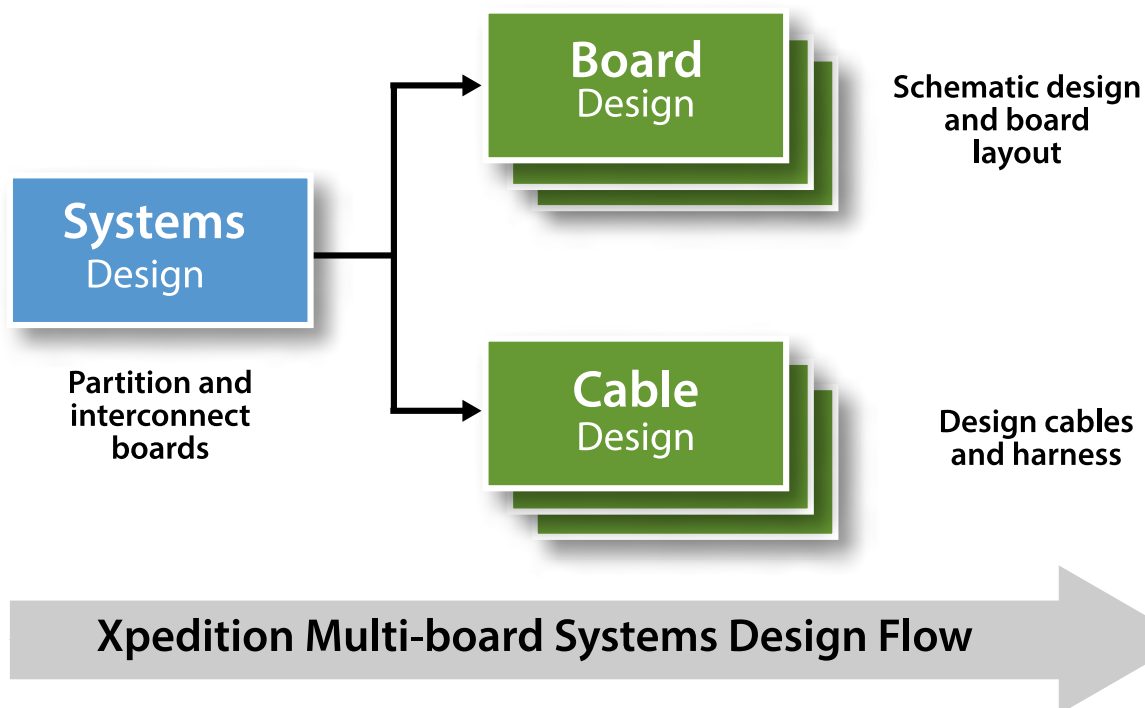 Board
Design
Schematic design
and board
layout
Systems
Design
Partition and
interconnect
boards
Cable
Design
Design cables
and harness
Xpedition Multi-board Systems Design Flow